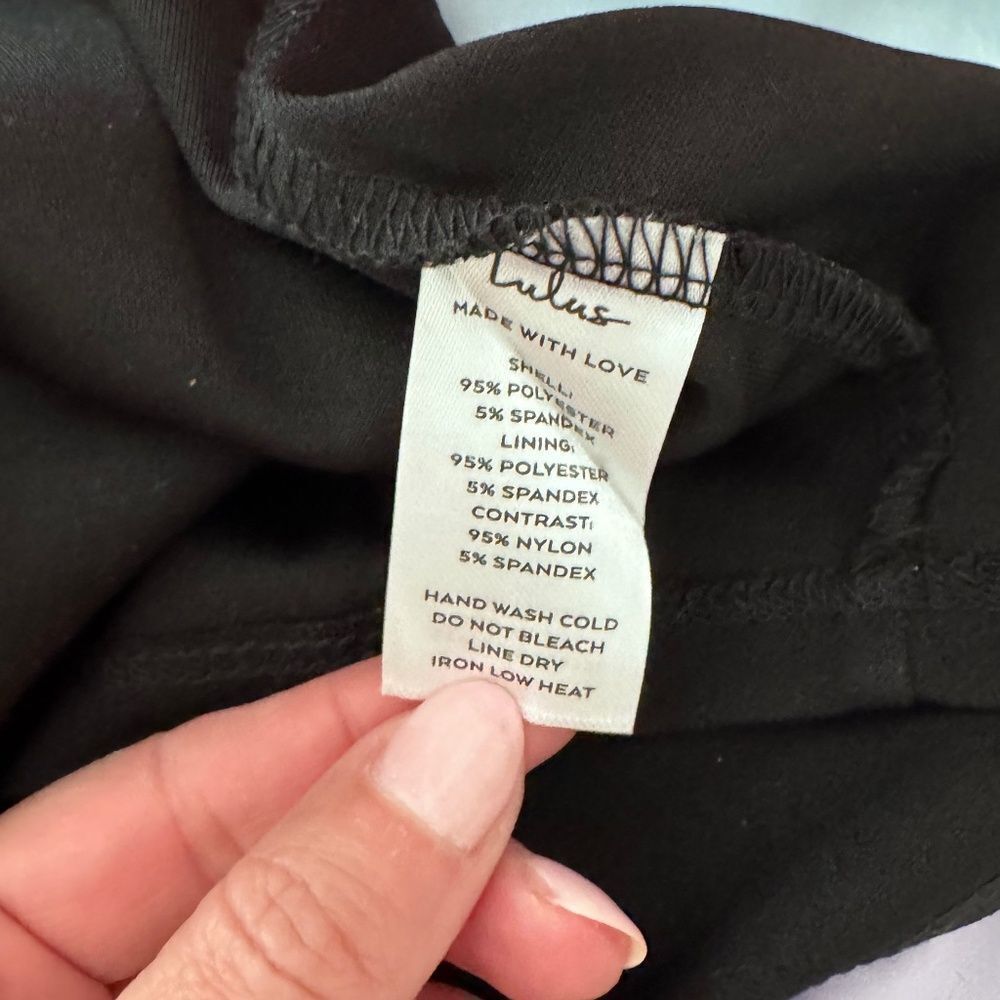 Lulus
MADE WITH LOVE
SHELL:
95% POLYESTER
5% SPANDEX
LINING:
95% POLYESTER
5% SPANDEX
CONTRAST:
95% NYLON
5% SPANDEX
HAND WASH COLD
DO NOT BLEACH
LINE DRY
IRON LOW HEAT